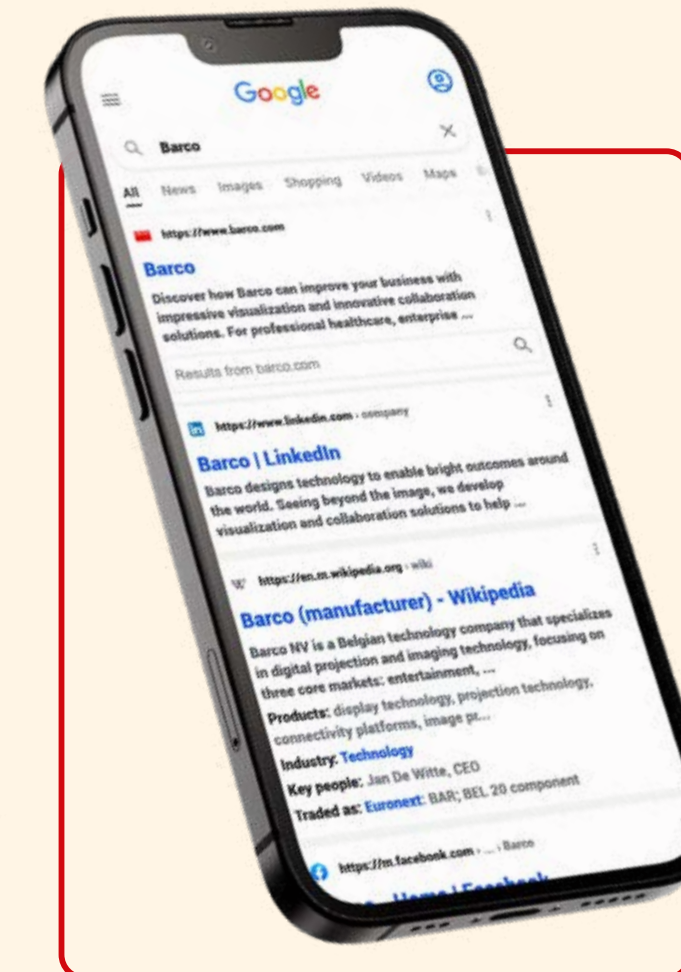 Google
Barco
All News Images Shopping Videos Maps
https://www.barco.com
Barco
Discover how Barco can improve your business with
impressive visualization and innovative collaboration
solutions. For professional healthcare, enterprise ...
Results from barco.com
in https://www.linkedin.com › company
Barco | LinkedIn
Barco designs technology to enable bright outcomes around
the world. Seeing beyond the image, we develop
visualization and collaboration solutions to help ...
W https://en.m.wikipedia.org › wiki
Barco (manufacturer) - Wikipedia
Barco NV is a Belgian technology company that specializes
in digital projection and imaging technology, focusing on
three core markets: entertainment, ...
Products: display technology, projection technology,
connectivity platforms, image pr...
Industry: Technology
Key people: Jan De Witte, CEO
Traded as: Euronext: BAR; BEL 20 component
https://m.facebook.com › ... › Barco
- Home | Facebook